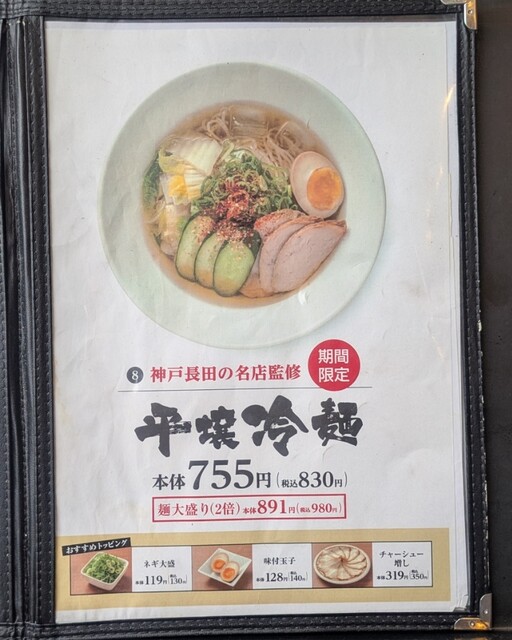 8 神戸長田の名店監修
期間
限定
平壌冷麺
本体755円(税込830円)
麺大盛り(2倍)本体891円(税込980円)
おすすめトッピング
ネギ大盛
本体119円(税込130円)
味付玉子
本体128円(税込140円)
チャーシュー
増し
本体319円(税込350円)